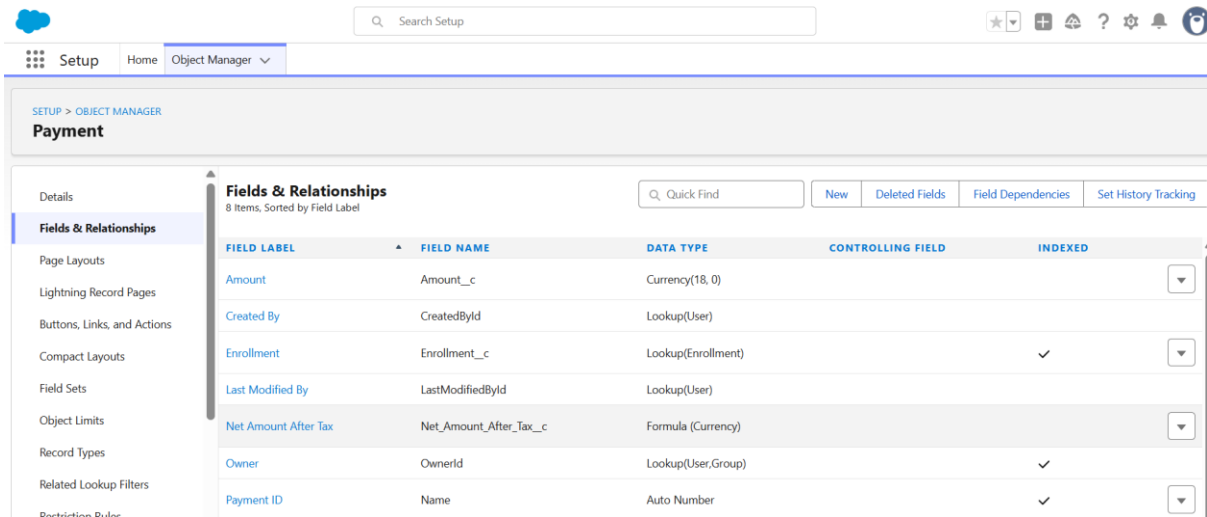 Search Setup
Setup Home Object Manager
SETUP > OBJECT MANAGER
Payment
Details
Fields & Relationships
Page Layouts
Lightning Record Pages
Buttons, Links, and Actions
Compact Layouts
Field Sets
Object Limits
Record Types
Related Lookup Filters
Restriction Rules
Fields & Relationships
8 Items, Sorted by Field Label
Quick Find
New Deleted Fields Field Dependencies Set History Tracking
FIELD LABEL FIELD NAME DATA TYPE CONTROLLING FIELD INDEXED
Amount Amount__c Currency(18, 0)
Created By CreatedById Lookup(User)
Enrollment Enrollment__c Lookup(Enrollment)
Last Modified By LastModifiedById Lookup(User)
Net Amount After Tax Net_Amount_After_Tax__c Formula (Currency)
Owner OwnerId Lookup(User,Group)
Payment ID Name Auto Number